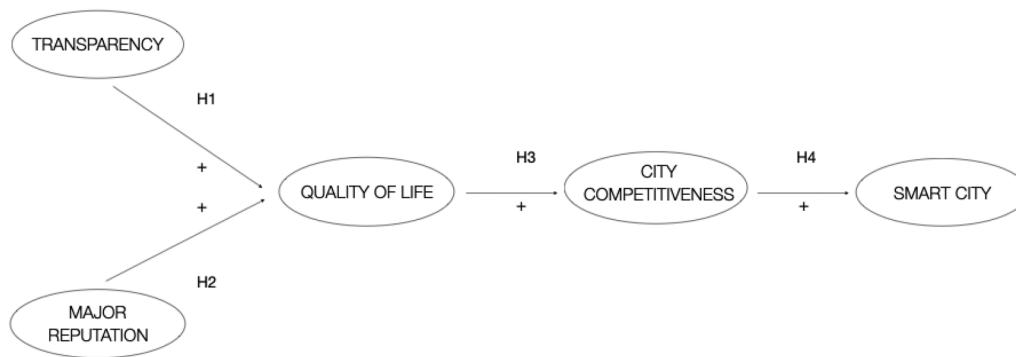 TRANSPARENCY
H1
+
+
H2
MAJOR
REPUTATION
QUALITY OF LIFE
H3
+
CITY
COMPETITIVENESS
H4
+
SMART CITY